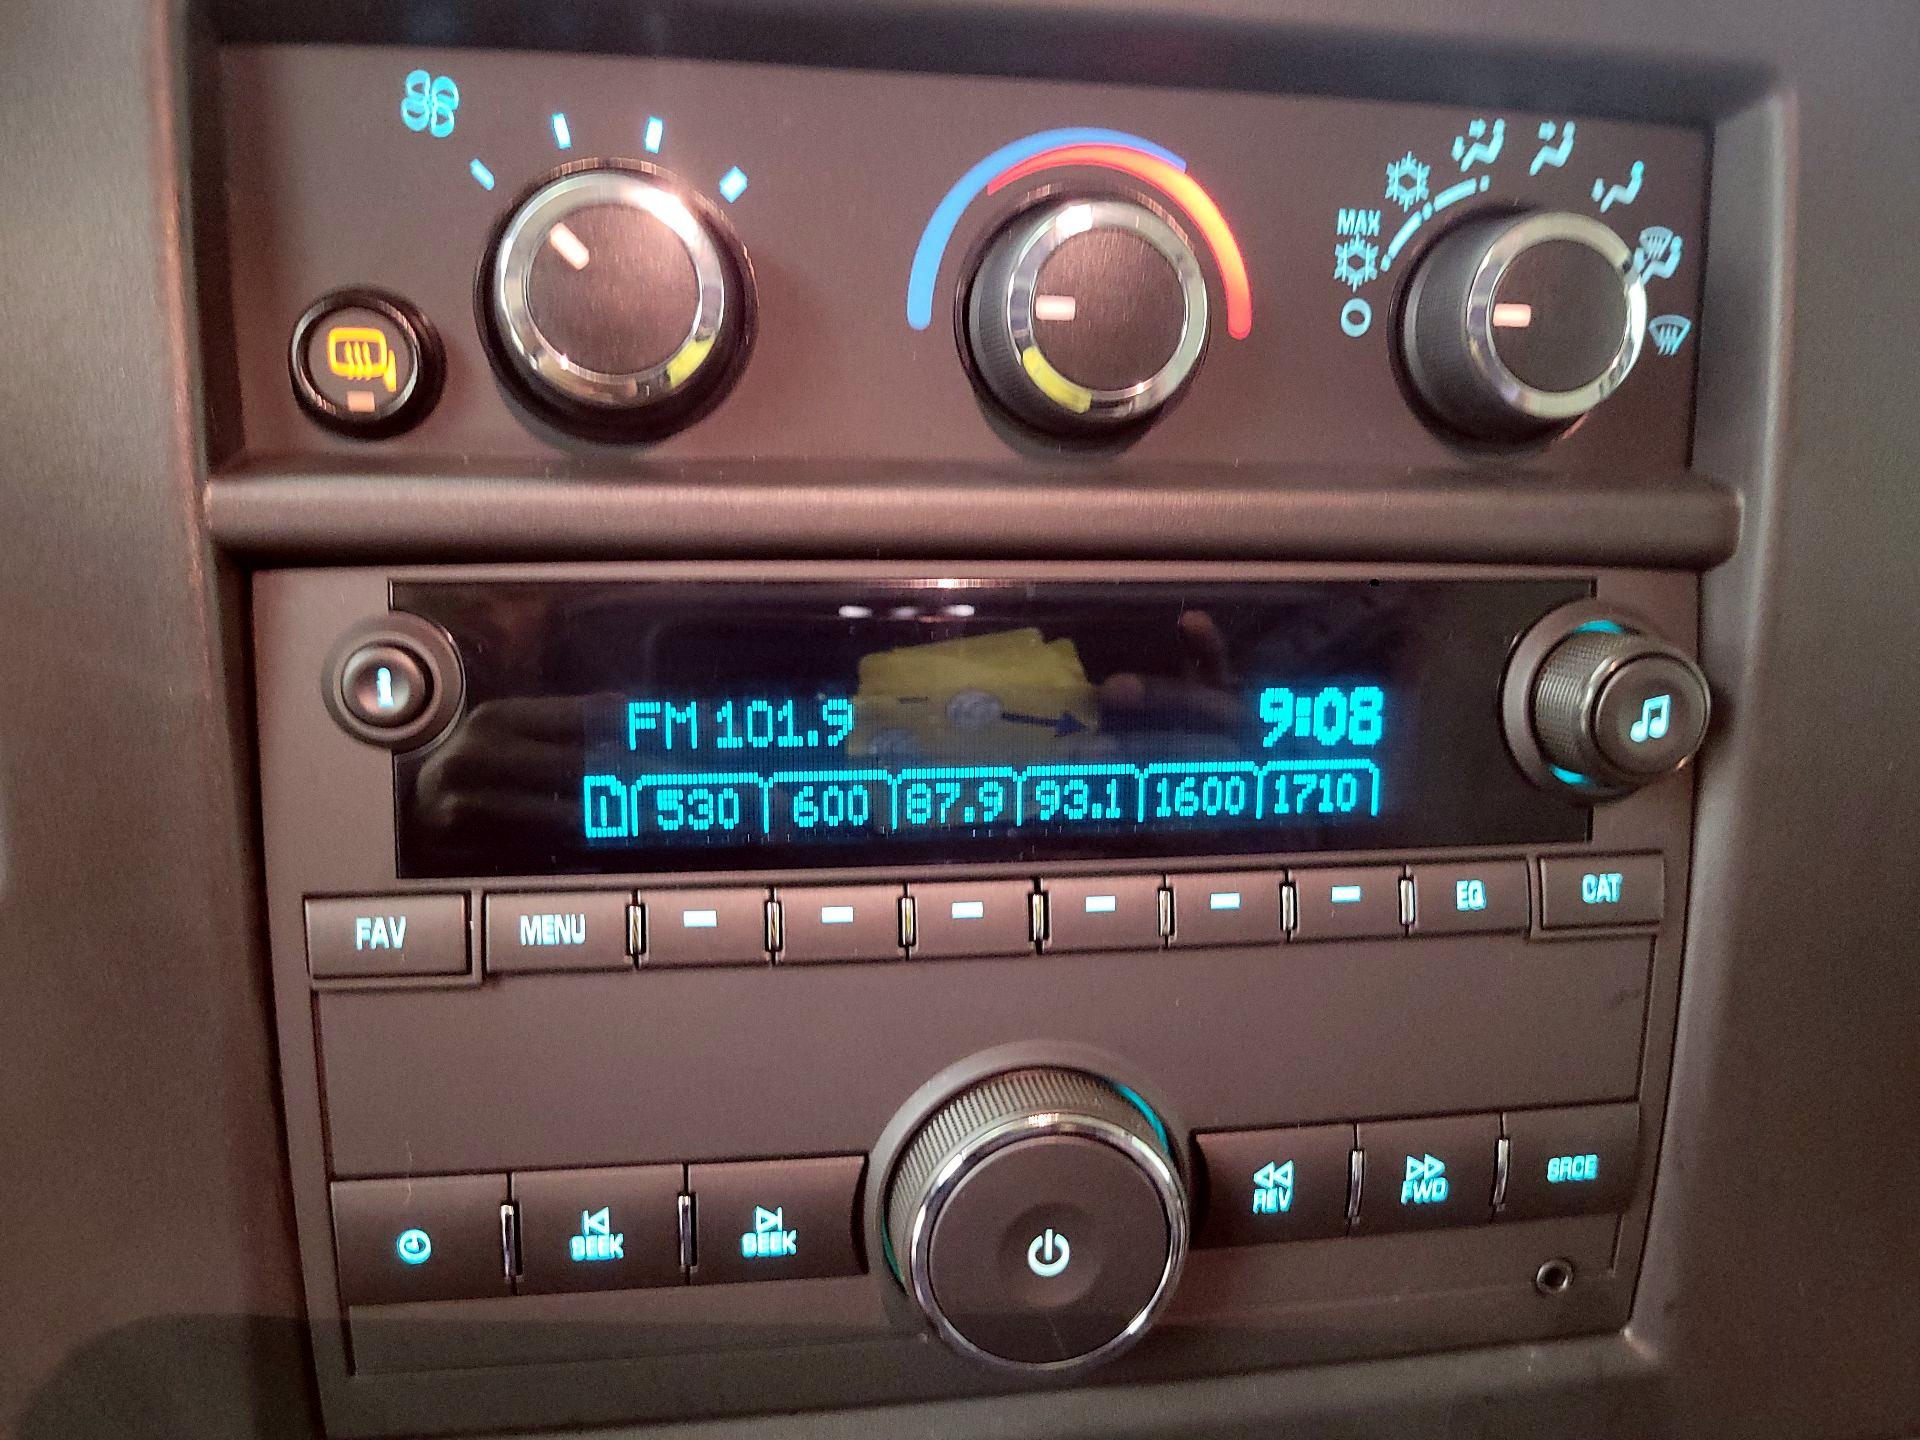 MAX
FM 101.9 9:08
1 530 600 87.9 93.1 1600 1710
FAV MENU EQ CAT
SEEK SEEK REV FWD SRCE